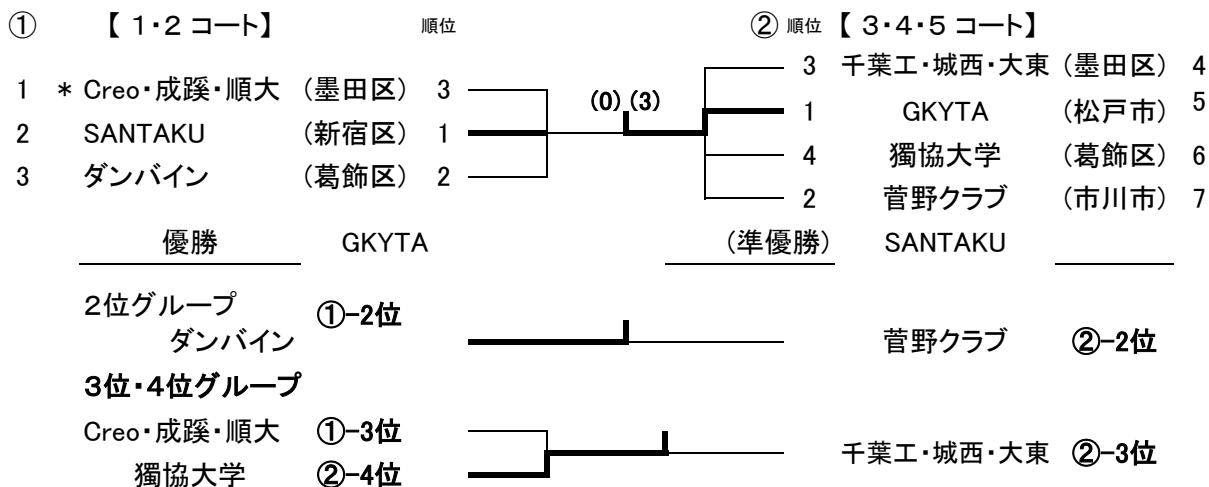 ① 【 1・2 コート】 順位 ② 順位 【 3・4・5 コート】
1 * Creo・成蹊・順大 (墨田区) 3 (0) (3) 3 千葉工・城西・大東 (墨田区) 4
2 SANTAKU (新宿区) 1 1 GKYTA (松戸市) 5
3 ダンバイン (葛飾区) 2 4 獨協大学 (葛飾区) 6
2 菅野クラブ (市川市) 7
優勝 GKYTA (準優勝) SANTAKU
2位グループ ①-2位
ダンバイン 菅野クラブ ②-2位
3位・4位グループ
Creo・成蹊・順大 ①-3位
千葉工・城西・大東 ②-3位
獨協大学 ②-4位